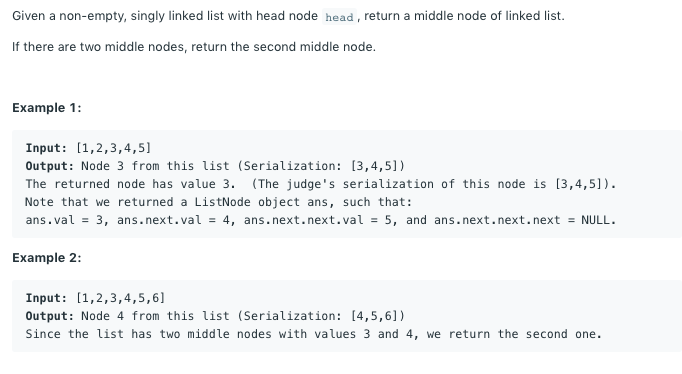 Given a non-empty, singly linked list with head node head, return a middle node of linked list.
If there are two middle nodes, return the second middle node.
Example 1:
Input: [1,2,3,4,5]
Output: Node 3 from this list (Serialization: [3,4,5])
The returned node has value 3.  (The judge's serialization of this node is [3,4,5]).
Note that we returned a ListNode object ans, such that:
ans.val = 3, ans.next.val = 4, ans.next.next.val = 5, and ans.next.next.next = NULL.
Example 2:
Input: [1,2,3,4,5,6]
Output: Node 4 from this list (Serialization: [4,5,6])
Since the list has two middle nodes with values 3 and 4, we return the second one.